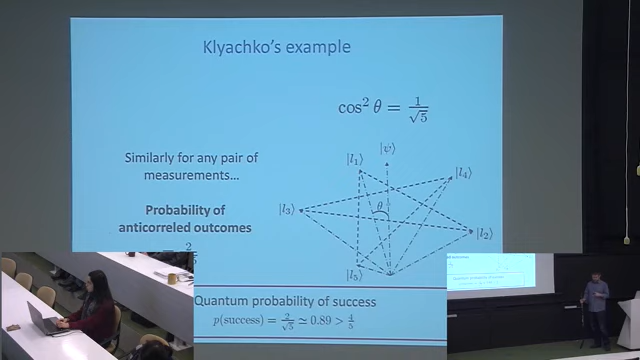 Klyachko's example
cos² θ = 1/√5
Similarly for any pair of
measurements...
Probability of
anticorreled outcomes
|ψ⟩
|l₁⟩
|l₄⟩
|l₃⟩
θ
|l₂⟩
|l₅⟩
Quantum probability of success
p(success) = 2/√5 ≃ 0.89 > 4/5